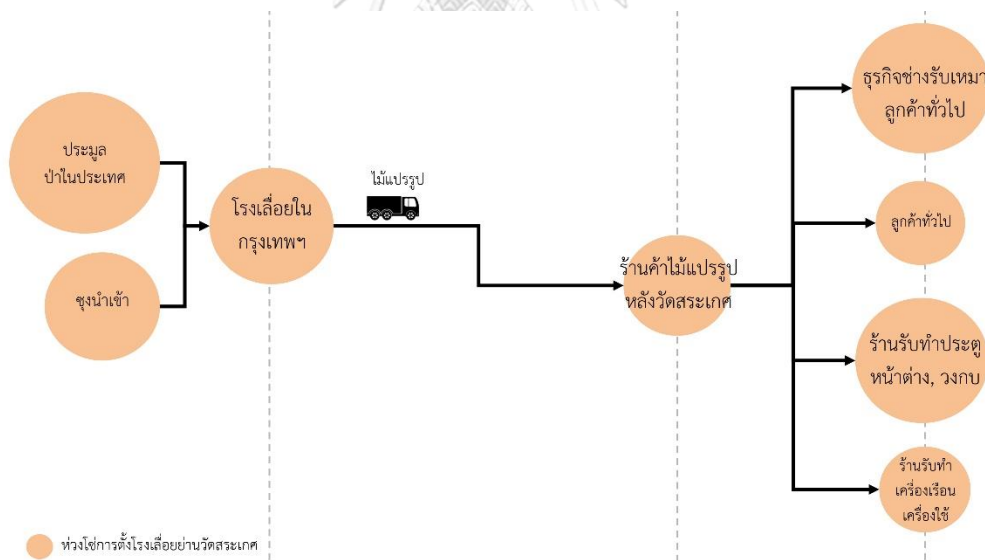 ประมูล
ป่าในประเทศ
ซุงนำเข้า
โรงเลื่อยใน
กรุงเทพฯ
ไม้แปรรูป
ร้านค้าไม้แปรรูป
หลังวัดสระเกศ
ธุรกิจช่างรับเหมา
ลูกค้าทั่วไป
ลูกค้าทั่วไป
ร้านรับทำประตู
หน้าต่าง, วงกบ
ร้านรับทำ
เครื่องเรือน
เครื่องใช้
ห่วงโซ่การตั้งโรงเลื่อยย่านวัดสระเกศ